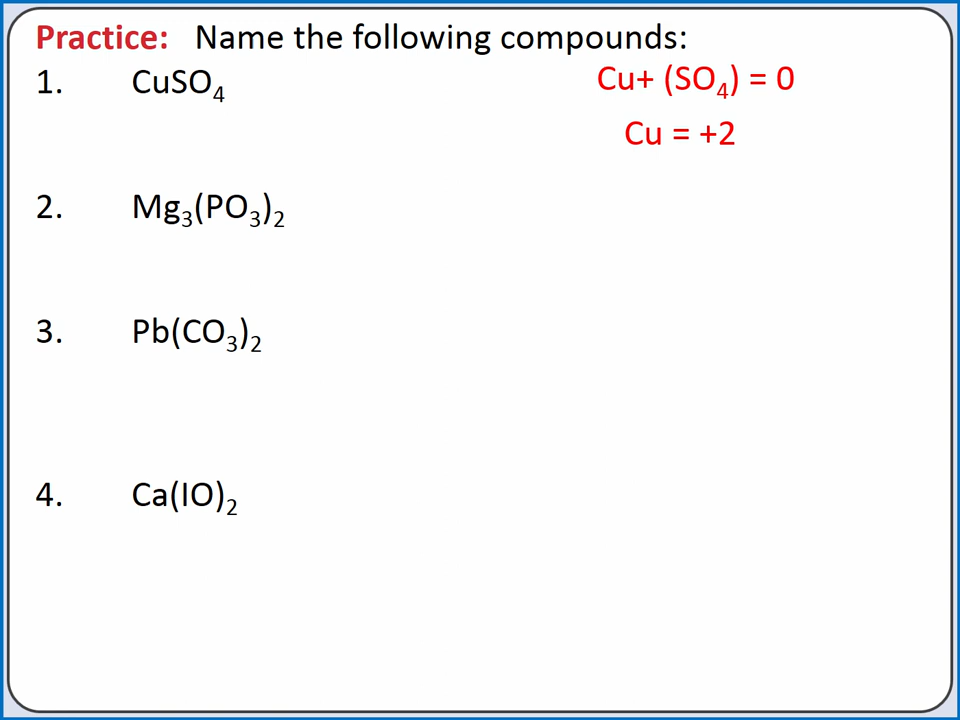 Practice: Name the following compounds:
1. CuSO₄ Cu+ (SO₄) = 0
Cu = +2
2. Mg₃(PO₃)₂
3. Pb(CO₃)₂
4. Ca(IO)₂